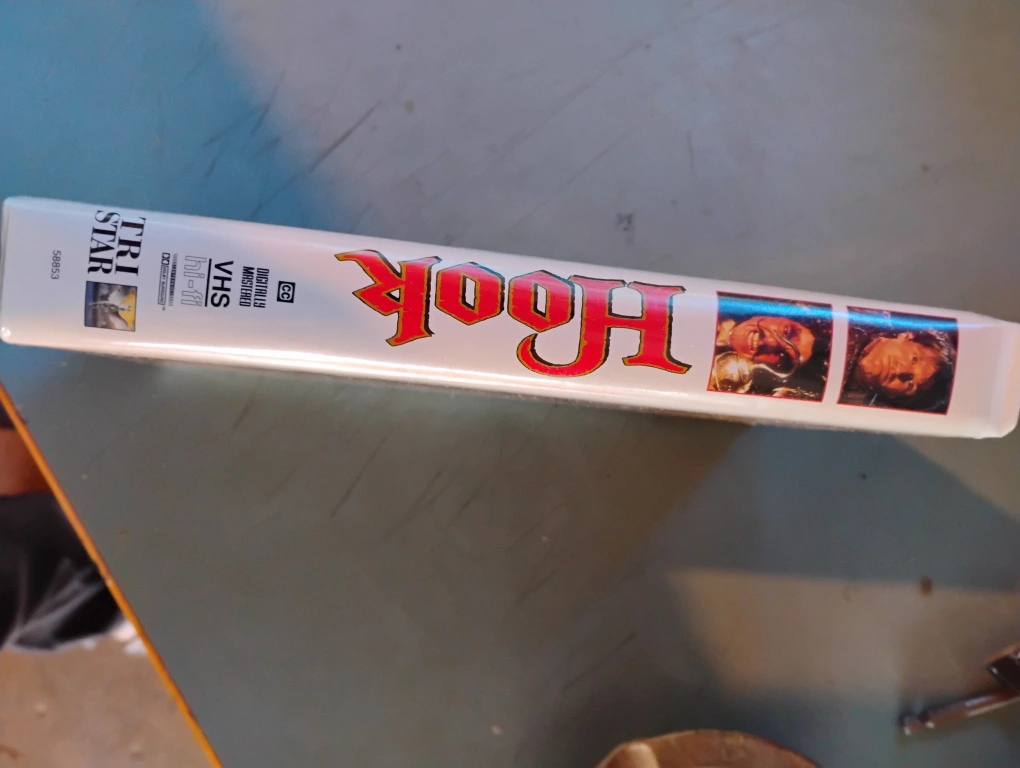 HOOK
CC
DIGITALLY
MASTERED
VHS
hi-fi
TRI
STAR
58853